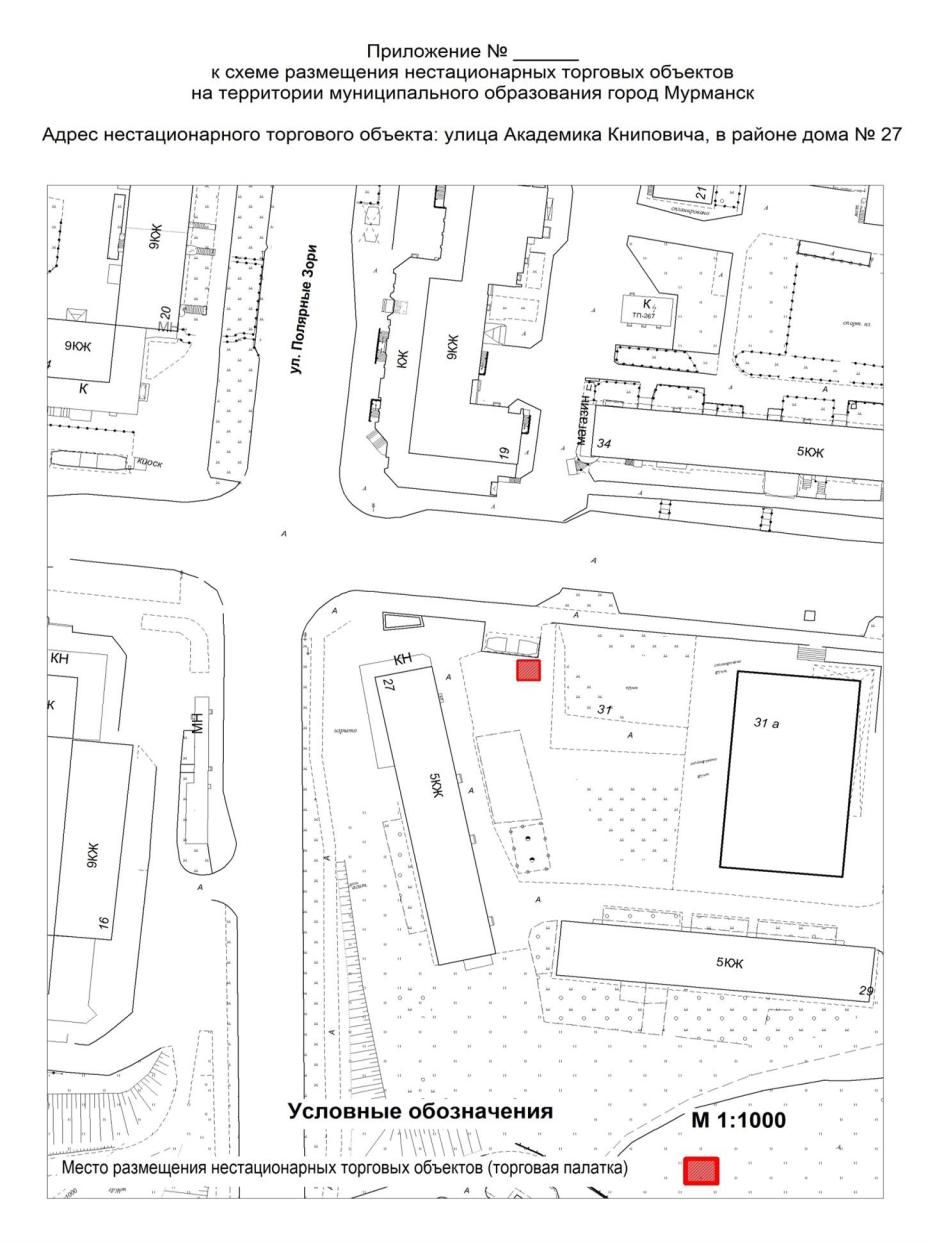 Приложение № ______
к схеме размещения нестационарных торговых объектов
на территории муниципального образования город Мурманск
Адрес нестационарного торгового объекта: улица Академика Книповича, в районе дома № 27
21
А
9КЖ
ул. Полярные Зори
А
А
А
К
ТП-267
спорт. пл.
20
МН
9КЖ
К
КЖ
9КЖ
А
А
А
магазин
34
5КЖ
19
киоск
А
А
А
А
А
А
А
А
КН
КН
27
А
К
МН
31
А
31 а
5КЖ
А
9КЖ
16
А
А
А
5КЖ
29
А
Условные обозначения
М 1:1000
Место размещения нестационарных торговых объектов (торговая палатка)
А
А